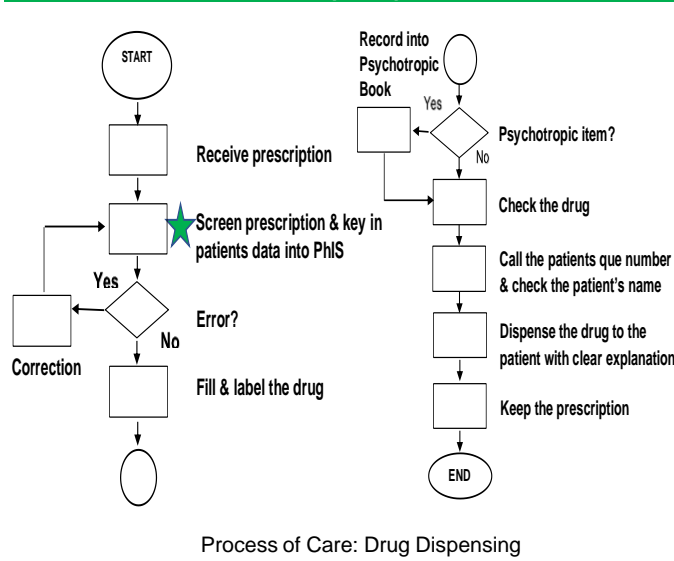 START
Receive prescription
Screen prescription & key in
patients data into PhIS
Yes
Error?
No
Correction
Fill & label the drug
Record into
Psychotropic
Book
Yes
Psychotropic item?
No
Check the drug
Call the patients que number
& check the patient's name
Dispense the drug to the
patient with clear explanation
Keep the prescription
END
Process of Care: Drug Dispensing